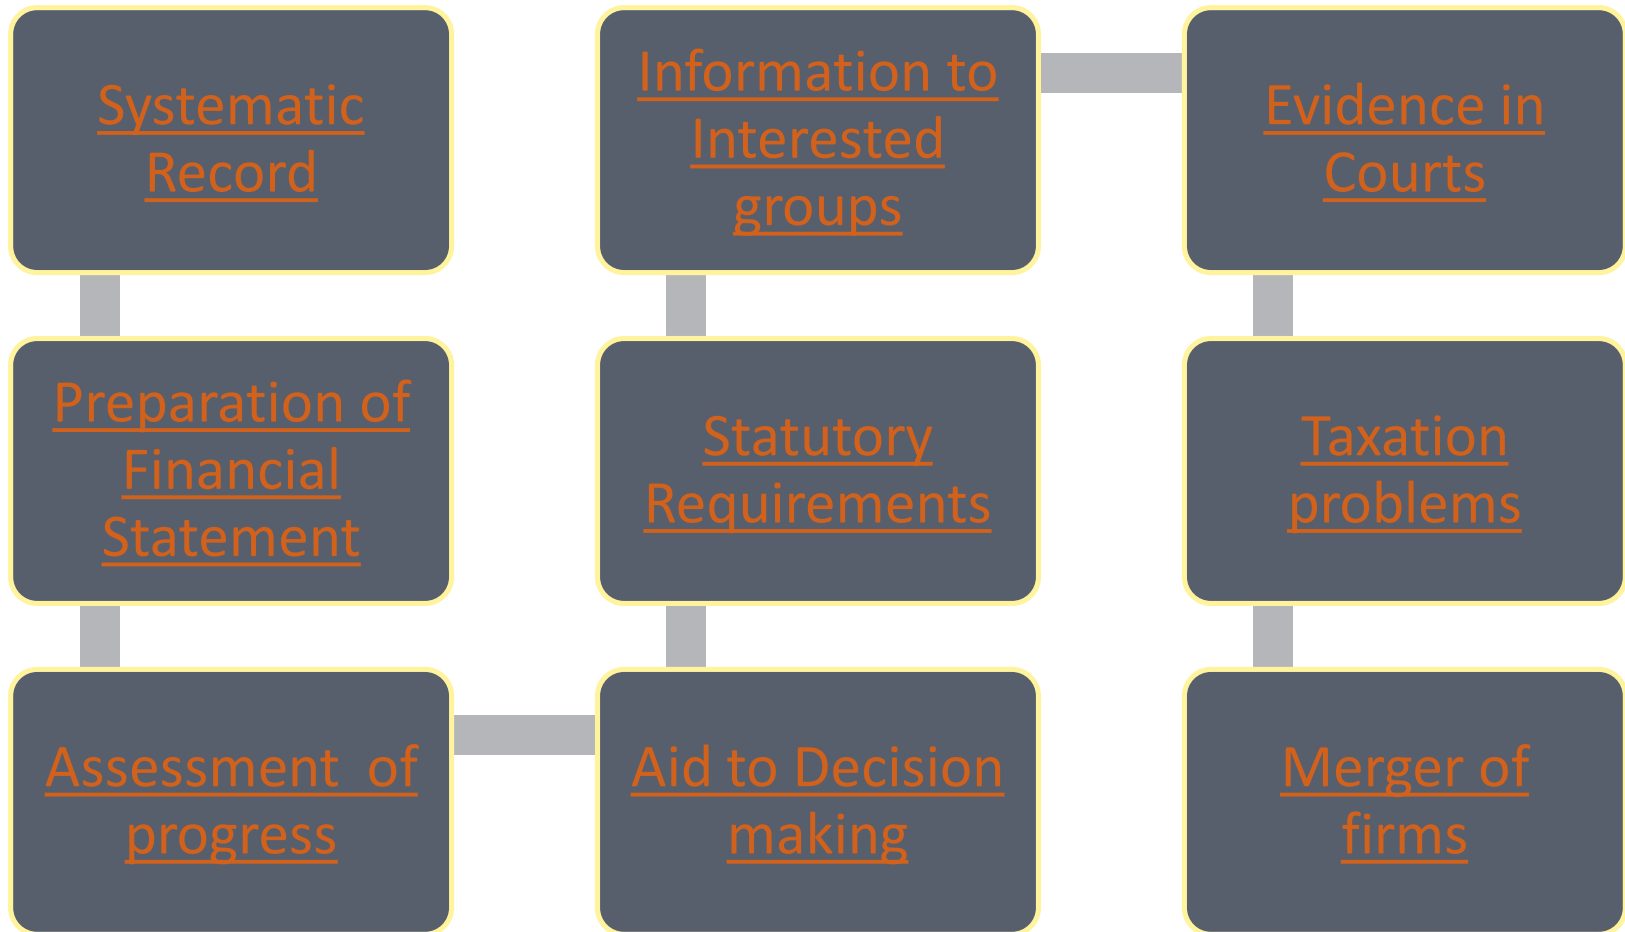 Systematic
Record
Preparation of
Financial
Statement
Assessment  of
progress
Aid to Decision
making
Statutory
Requirements
Information to
Interested
groups
Evidence in
Courts
Taxation
problems
Merger of
firms